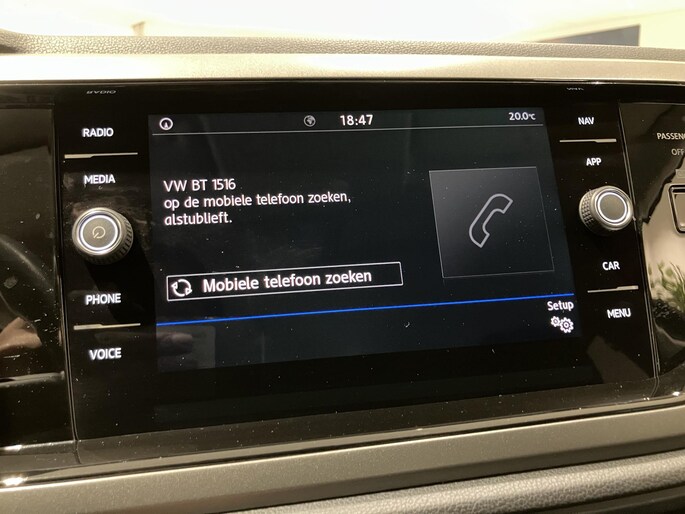 18:47
20.0°C
RADIO
MEDIA
PHONE
VOICE
VW BT 1516
op de mobiele telefoon zoeken,
alstublieft.
Mobiele telefoon zoeken
Setup
NAV
APP
CAR
MENU
OFF